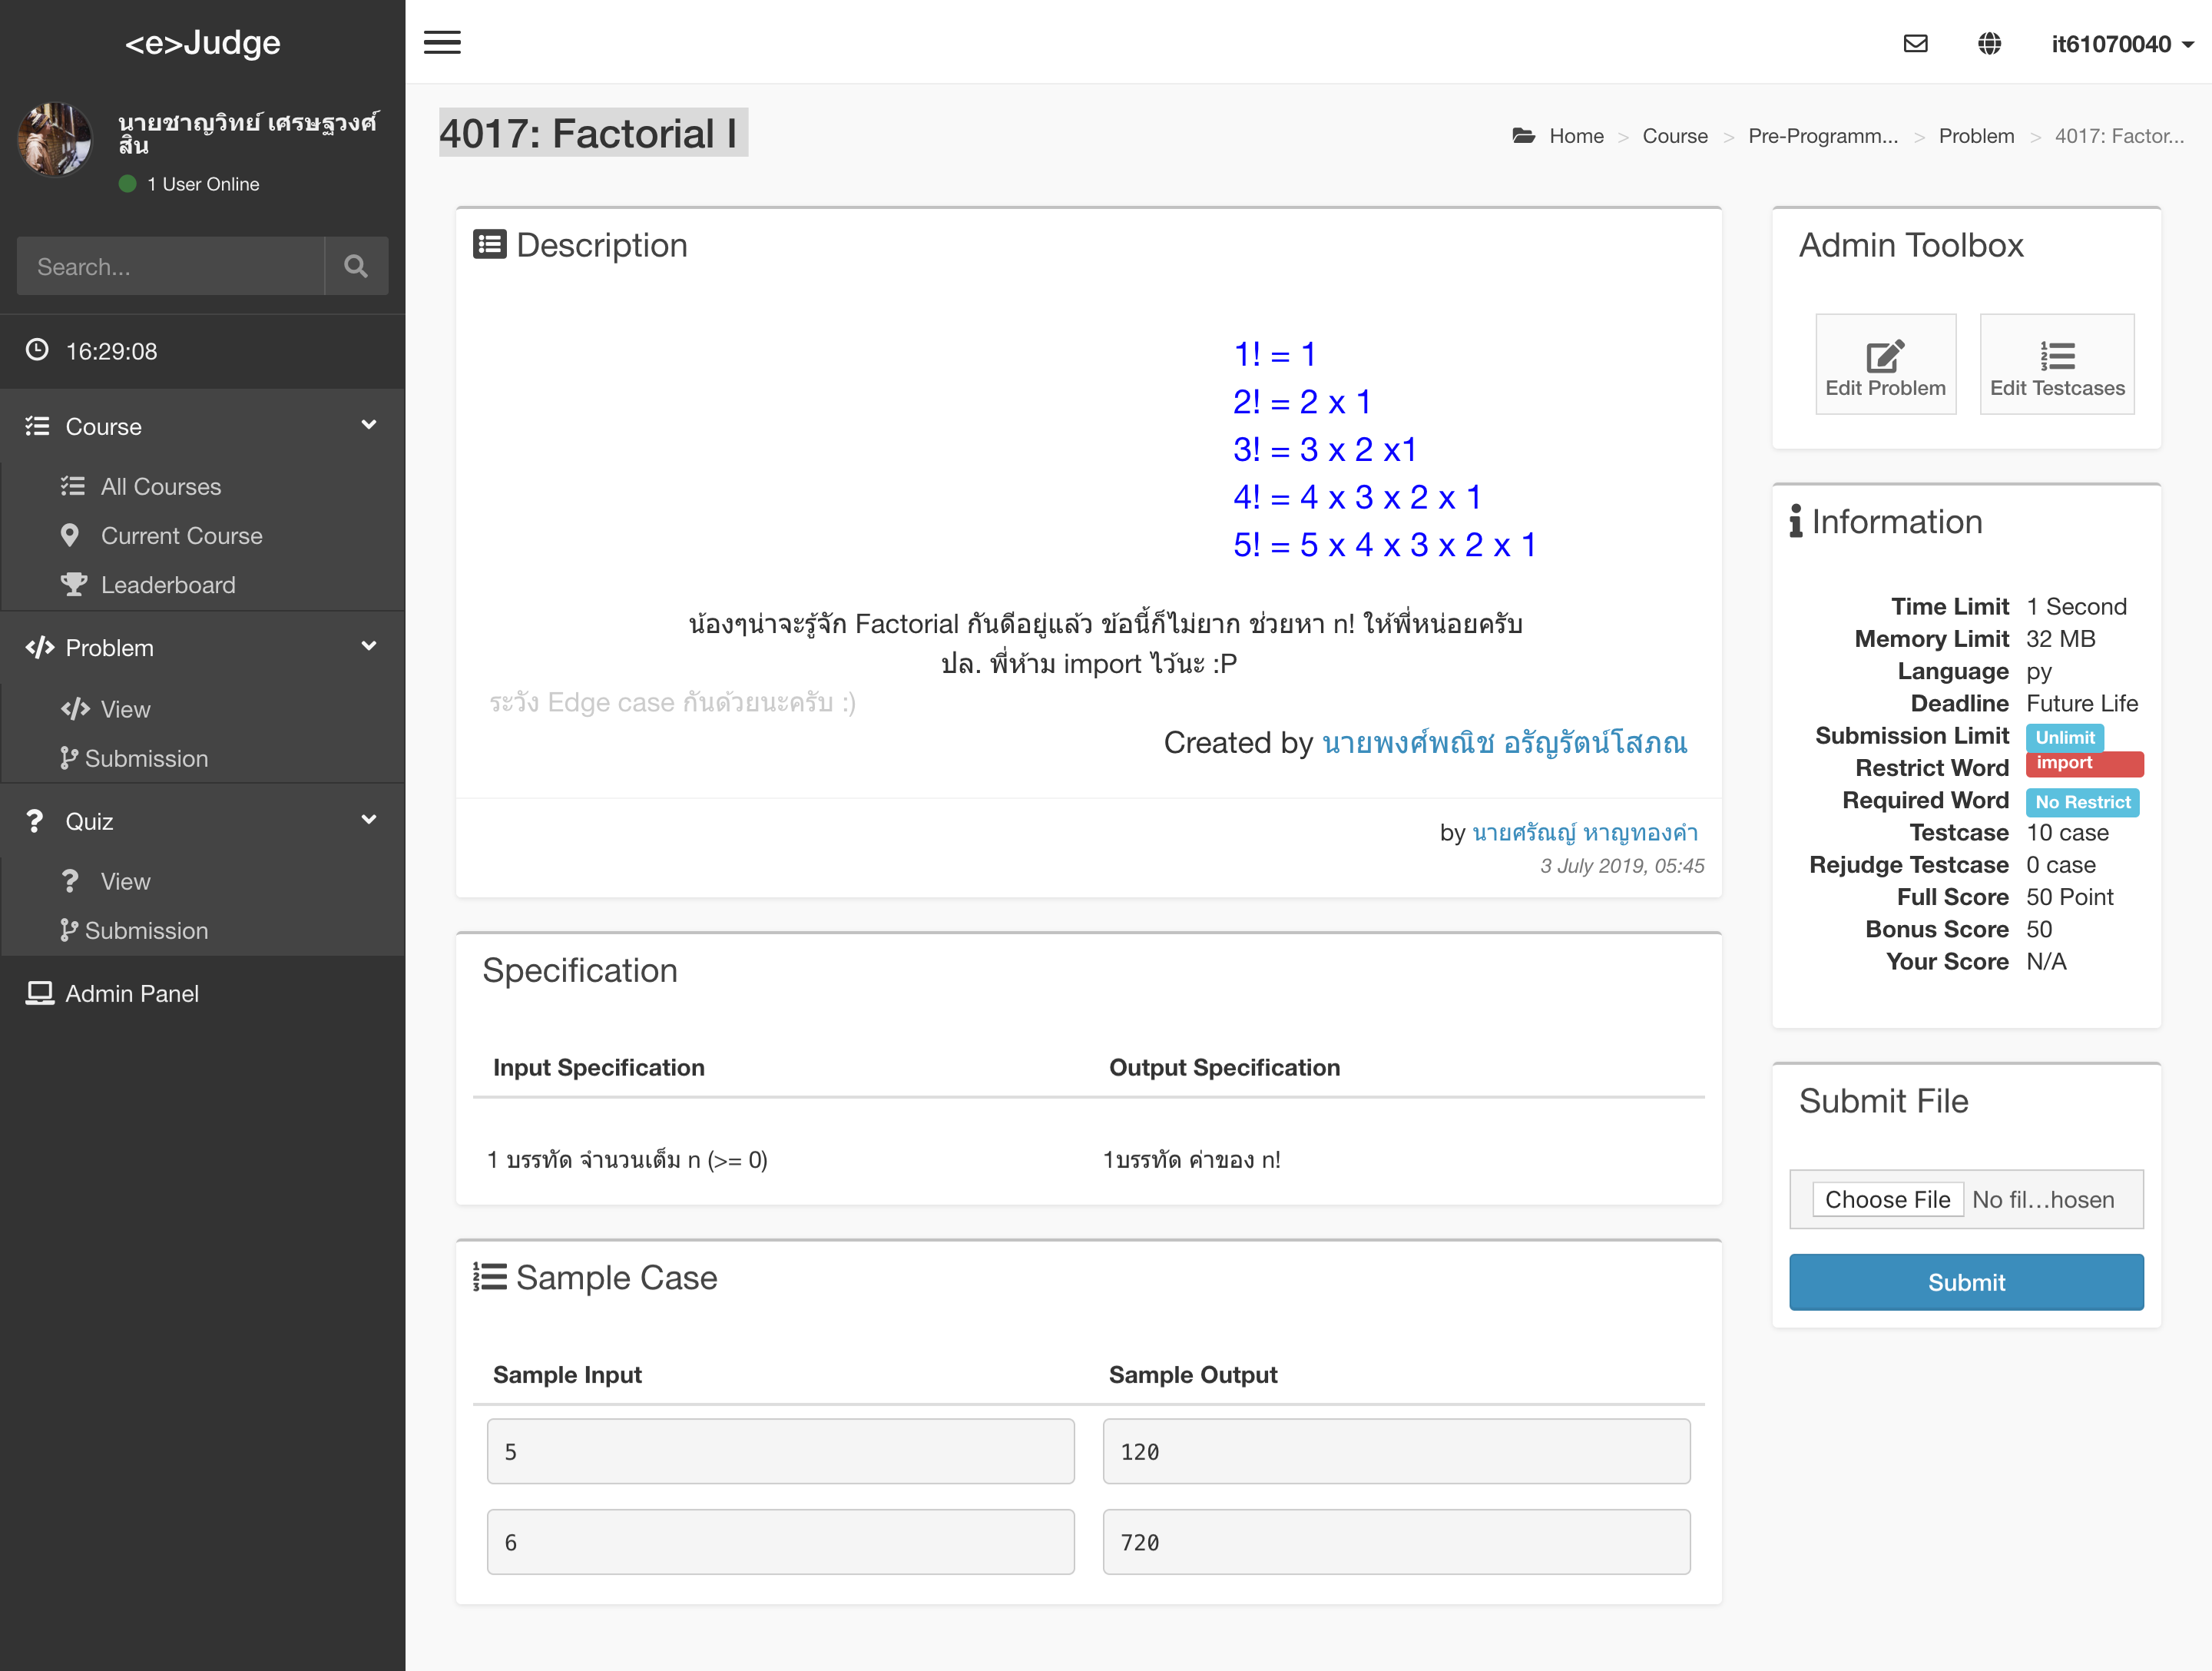 <e>Judge
it61070040
นายชาญวิทย์ เศรษฐวงศ์
สิน
1 User Online
Search...
16:29:08
Course
All Courses
Current Course
Leaderboard
Problem
View
Submission
Quiz
View
Submission
Admin Panel
4017: Factorial I
Home > Course > Pre-Programm... > Problem > 4017: Factor...
Description
1! = 1
2! = 2 x 1
3! = 3 x 2 x1
4! = 4 x 3 x 2 x 1
5! = 5 x 4 x 3 x 2 x 1
น้องๆน่าจะรู้จัก Factorial กันดีอยู่แล้ว ข้อนี้ก็ไม่ยาก ช่วยหา n! ให้พี่หน่อยครับ
ปล. พี่ห้าม import ไว้นะ :P
ระวัง Edge case กันด้วยนะครับ :)
Created by นายพงศ์พณิช อรัญรัตน์โสภณ
by นายศรัณญ์ หาญทองคำ
3 July 2019, 05:45
Specification
Input Specification Output Specification
1 บรรทัด จำนวนเต็ม n (>= 0) 1บรรทัด ค่าของ n!
Sample Case
Sample Input Sample Output
5 120
6 720
Admin Toolbox
Edit Problem Edit Testcases
Information
Time Limit 1 Second
Memory Limit 32 MB
Language py
Deadline Future Life
Submission Limit Unlimit
Restrict Word import
Required Word No Restrict
Testcase 10 case
Rejudge Testcase 0 case
Full Score 50 Point
Bonus Score 50
Your Score N/A
Submit File
Choose File No fil...hosen
Submit